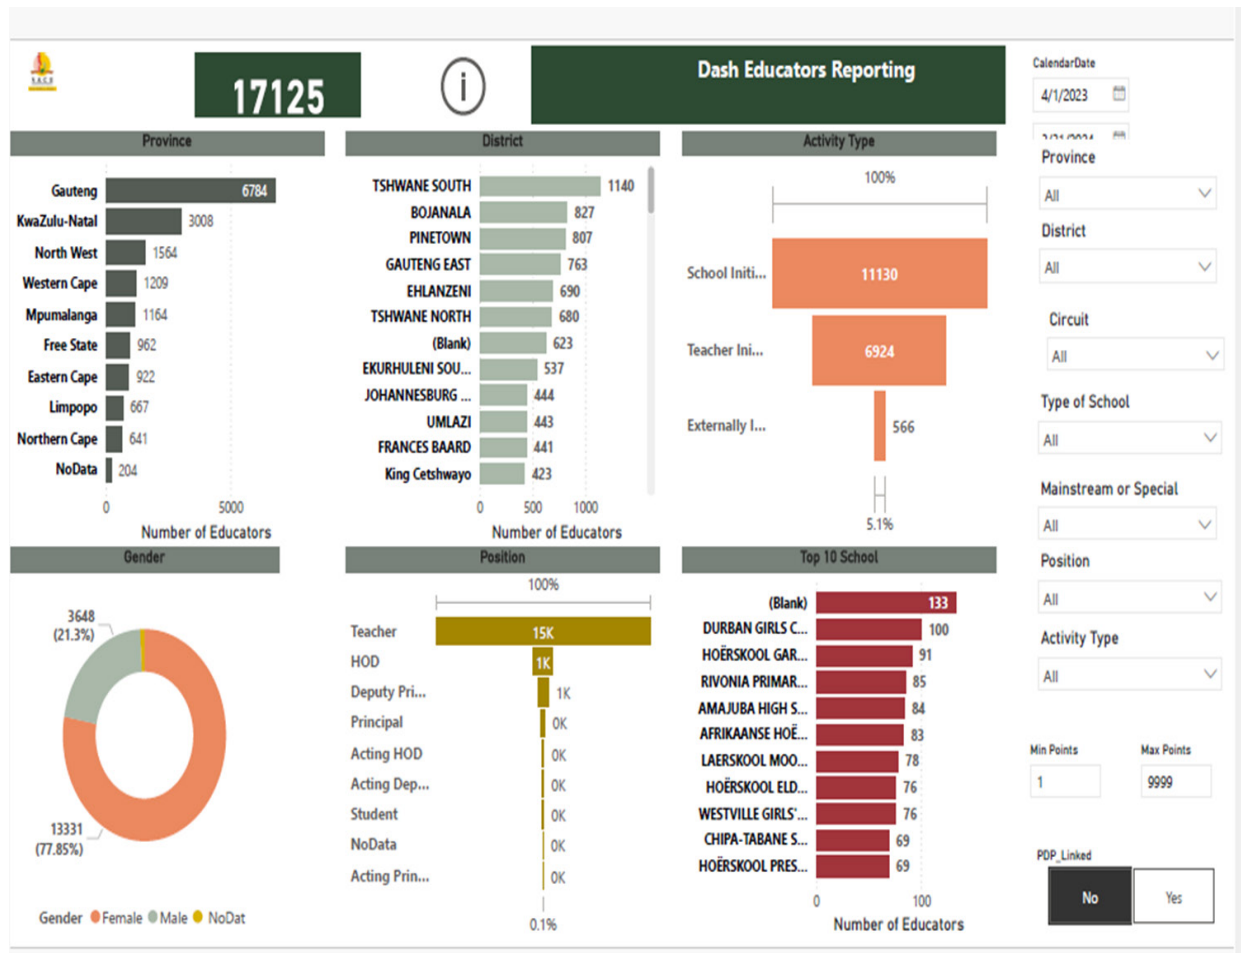 S.A.C.E
17125
i
Dash Educators Reporting
CalendarDate
4/1/2023
3/31/2024
Province
Gauteng 6784
KwaZulu-Natal 3008
North West 1564
Western Cape 1209
Mpumalanga 1164
Free State 962
Eastern Cape 922
Limpopo 667
Northern Cape 641
NoData 204
0 5000
Number of Educators
District
TSHWANE SOUTH 1140
BOJANALA 827
PINETOWN 807
GAUTENG EAST 763
EHLANZENI 690
TSHWANE NORTH 680
(Blank) 623
EKURHULENI SOU... 537
JOHANNESBURG ... 444
UMLAZI 443
FRANCES BAARD 441
King Cetshwayo 423
0 500 1000
Number of Educators
Activity Type
100%
School Initi... 11130
Teacher Ini... 6924
Externally I... 566
5.1%
Province
All
District
All
Circuit
All
Type of School
All
Mainstream or Special
All
Position
All
Activity Type
All
Min Points Max Points
1 9999
PDP_Linked
No Yes
Gender
3648
(21.3%)
13331
(77.85%)
Gender Female Male NoDat
Position
100%
Teacher 15K
HOD 1K
Deputy Pri... 1K
Principal 0K
Acting HOD 0K
Acting Dep... 0K
Student 0K
NoData 0K
Acting Prin... 0K
0.1%
Top 10 School
(Blank) 133
DURBAN GIRLS C... 100
HOËRSKOOL GAR... 91
RIVONIA PRIMAR... 85
AMAJUBA HIGH S... 84
AFRIKAANSE HOË... 83
LAERSKOOL MOO... 78
HOËRSKOOL ELD... 76
WESTVILLE GIRLS'... 76
CHIPA-TABANE S... 69
HOËRSKOOL PRES... 69
0 100
Number of Educators